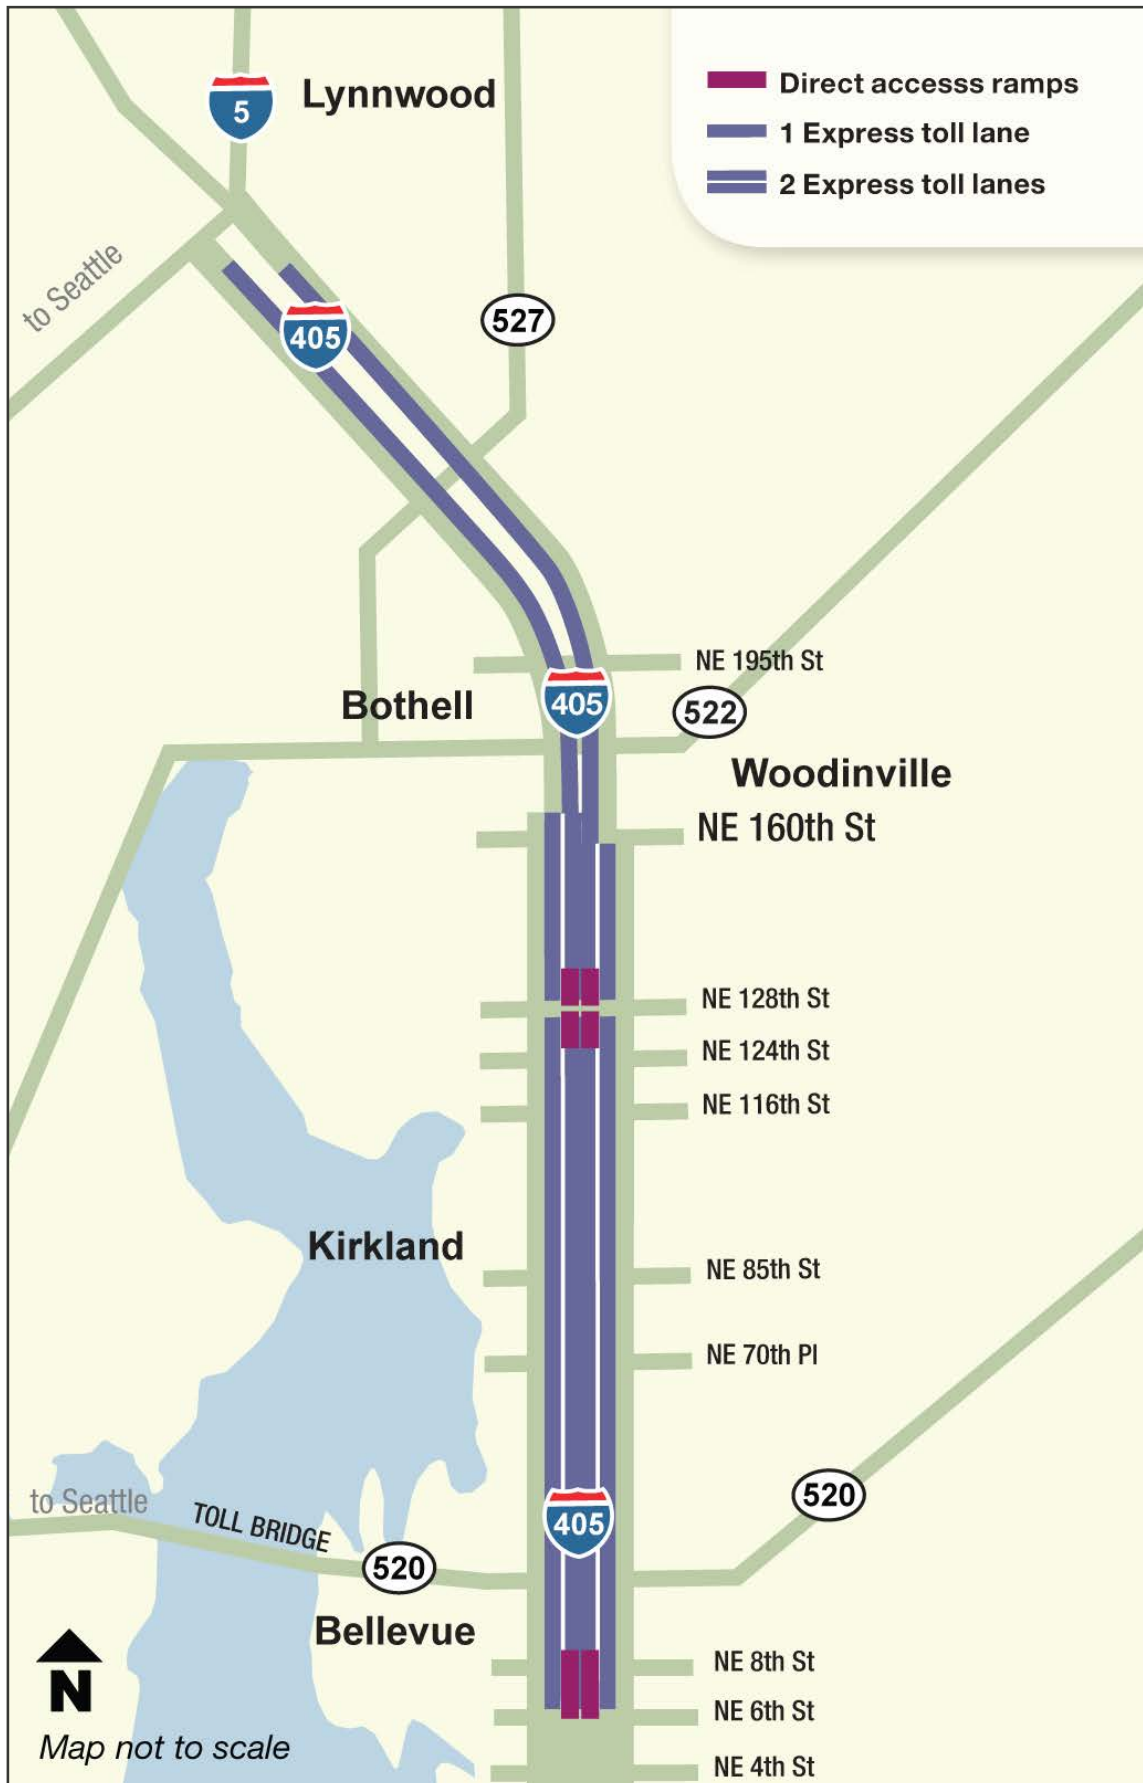 Direct accesss ramps
1 Express toll lane
2 Express toll lanes
5
Lynnwood
to Seattle
405
527
NE 195th St
Bothell
405
522
Woodinville
NE 160th St
NE 128th St
NE 124th St
NE 116th St
Kirkland
NE 85th St
NE 70th Pl
to Seattle
TOLL BRIDGE
520
405
520
Bellevue
NE 8th St
NE 6th St
NE 4th St
N
Map not to scale